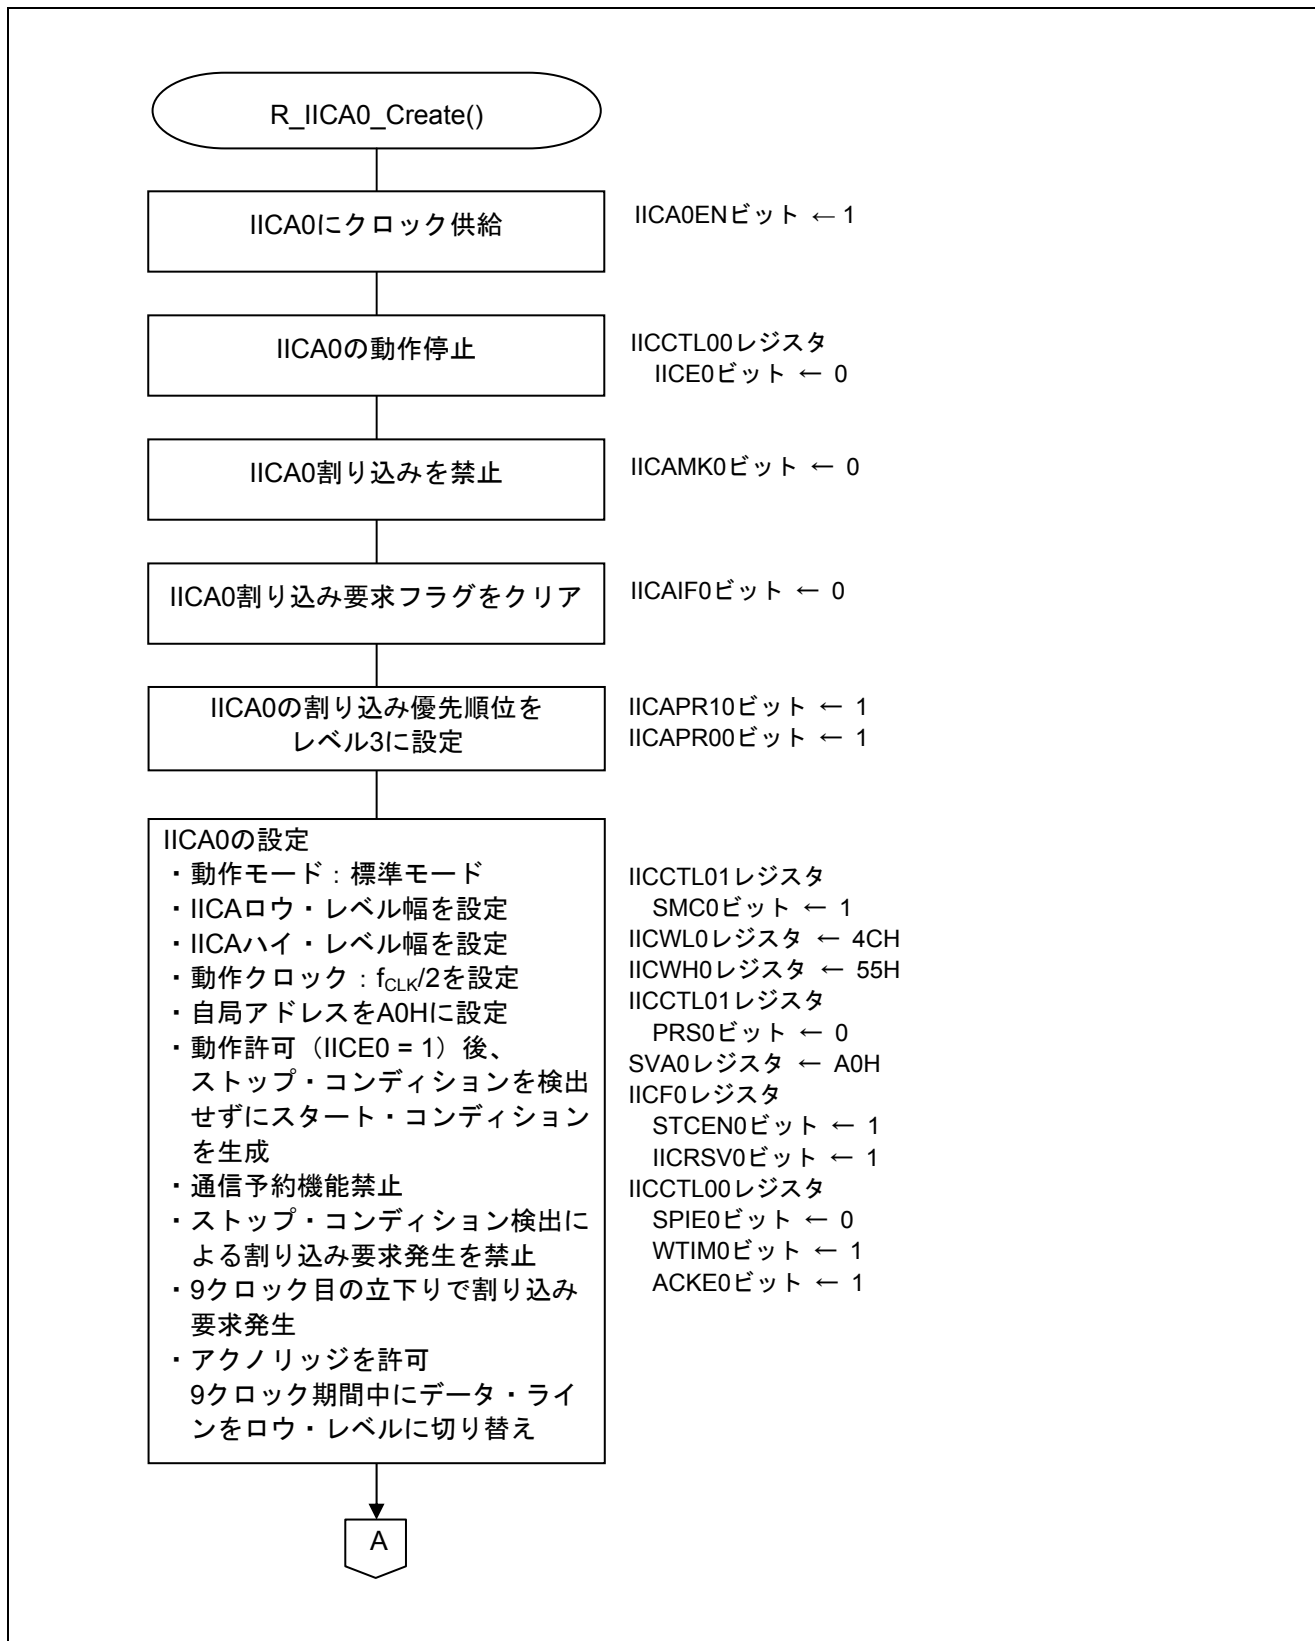 R_IICA0_Create()
IICA0にクロック供給
IICA0ENビット ← 1
IICA0の動作停止
IICCTL00レジスタ
IICE0ビット ← 0
IICA0割り込みを禁止
IICAMK0ビット ← 0
IICA0割り込み要求フラグをクリア
IICAIF0ビット ← 0
IICA0の割り込み優先順位を
レベル3に設定
IICAPR10ビット ← 1
IICAPR00ビット ← 1
IICA0の設定
・動作モード：標準モード
・IICAロウ・レベル幅を設定
・IICAハイ・レベル幅を設定
・動作クロック：fCLK/2を設定
・自局アドレスをA0Hに設定
・動作許可（IICE0 = 1）後、
ストップ・コンディションを検出
せずにスタート・コンディション
を生成
・通信予約機能禁止
・ストップ・コンディション検出に
よる割り込み要求発生を禁止
・9クロック目の立下りで割り込み
要求発生
・アクノリッジを許可
9クロック期間中にデータ・ライ
ンをロウ・レベルに切り替え
IICCTL01レジスタ
SMC0ビット ← 1
IICWL0レジスタ ← 4CH
IICWH0レジスタ ← 55H
IICCTL01レジスタ
PRS0ビット ← 0
SVA0レジスタ ← A0H
IICF0レジスタ
STCEN0ビット ← 1
IICRSV0ビット ← 1
IICCTL00レジスタ
SPIE0ビット ← 0
WTIM0ビット ← 1
ACKE0ビット ← 1
A